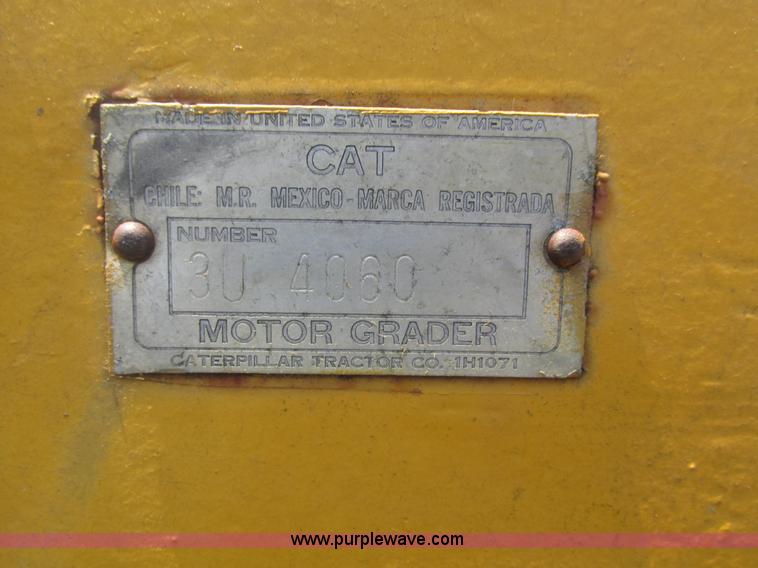 MADE IN UNITED STATES OF AMERICA
CAT
CHILE: M.R. MEXICO-MARCA REGISTRADA
NUMBER
3U 4060
MOTOR GRADER
CATERPILLAR TRACTOR CO. 1H1071
www.purplewave.com